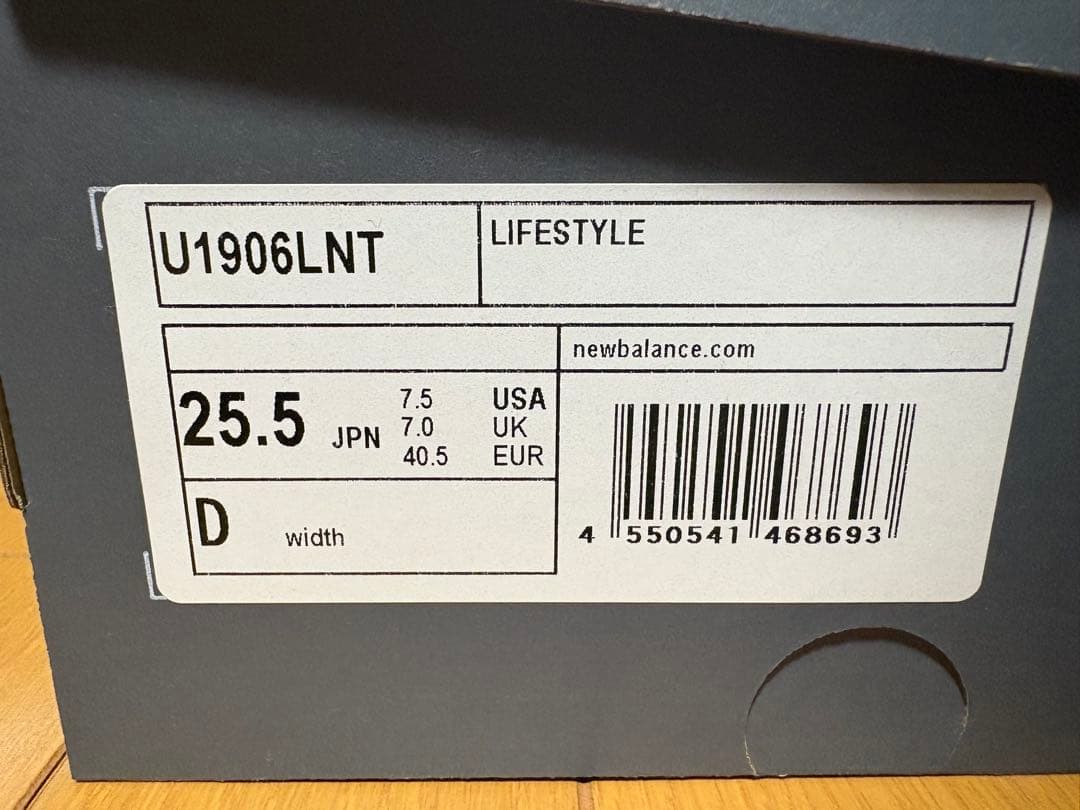 U1906LNT
LIFESTYLE
newbalance.com
25.5 JPN
7.5 USA
7.0 UK
40.5 EUR
D width
4 550541 468693